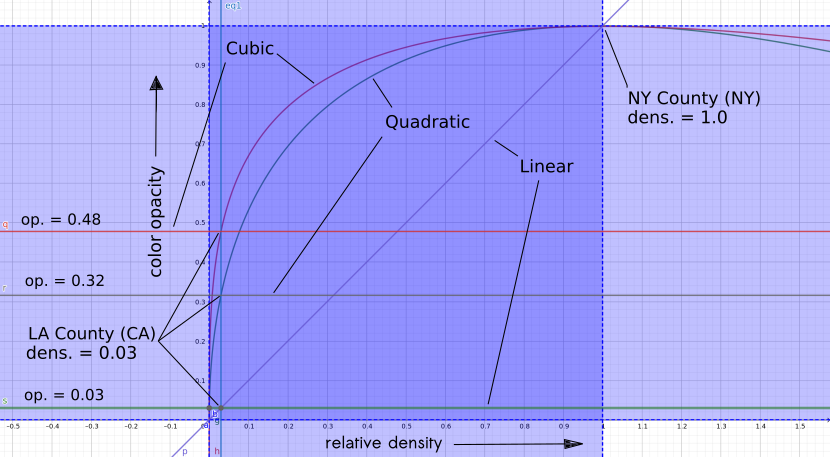 eq1
1
Cubic
0.9
NY County (NY)
dens. = 1.0
0.8
Quadratic
0.7
Linear
0.6
color opacity
0.5
q
op. = 0.48
0.4
r
op. = 0.32
0.3
LA County (CA)
dens. = 0.03
0.2
0.1
s
op. = 0.03
-0.5 -0.4 -0.3 -0.2 -0.1 0 0.1 0.2 0.3 0.4 0.5 0.6 0.7 0.8 0.9 1 1.1 1.2 1.3 1.4 1.5
relative density
p
h